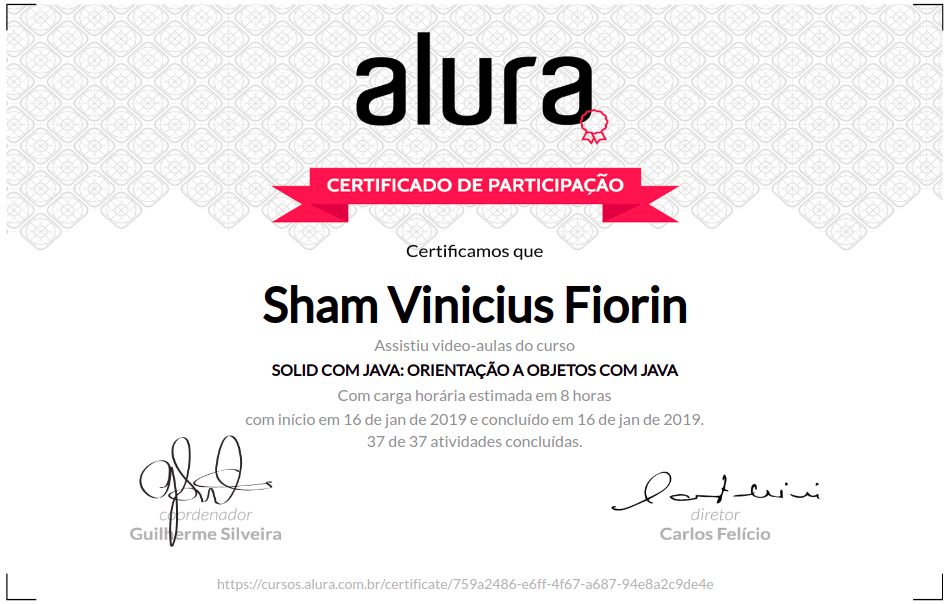 alura
CERTIFICADO DE PARTICIPAÇÃO
Certificamos que
Sham Vinicius Fiorin
Assistiu video-aulas do curso
SOLID COM JAVA: ORIENTAÇÃO A OBJETOS COM JAVA
Com carga horária estimada em 8 horas
com início em 16 de jan de 2019 e concluído em 16 de jan de 2019.
37 de 37 atividades concluídas.
coordenador
Guilherme Silveira
diretor
Carlos Felício
https://cursos.alura.com.br/certificate/759a2486-e6ff-4f67-a687-94e8a2c9de4e